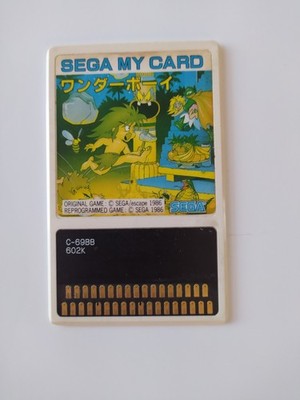 SEGA MY CARD
ワンダーボーイ
ORIGINAL GAME : © SEGA/escape 1986
REPROGRAMMED GAME : © SEGA 1986
SEGA
C-69BB
602K